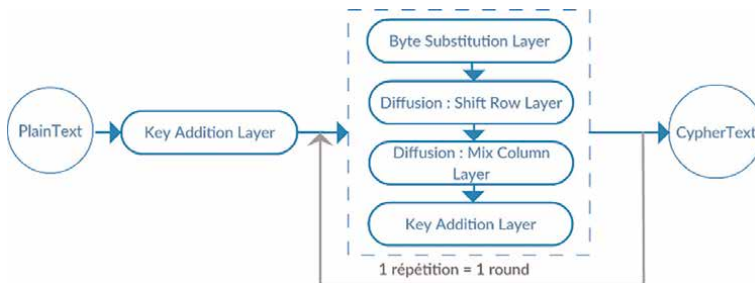 PlainText
Key Addition Layer
Byte Substitution Layer
Diffusion : Shift Row Layer
Diffusion : Mix Column
Layer
Key Addition Layer
CypherText
1 répétition = 1 round